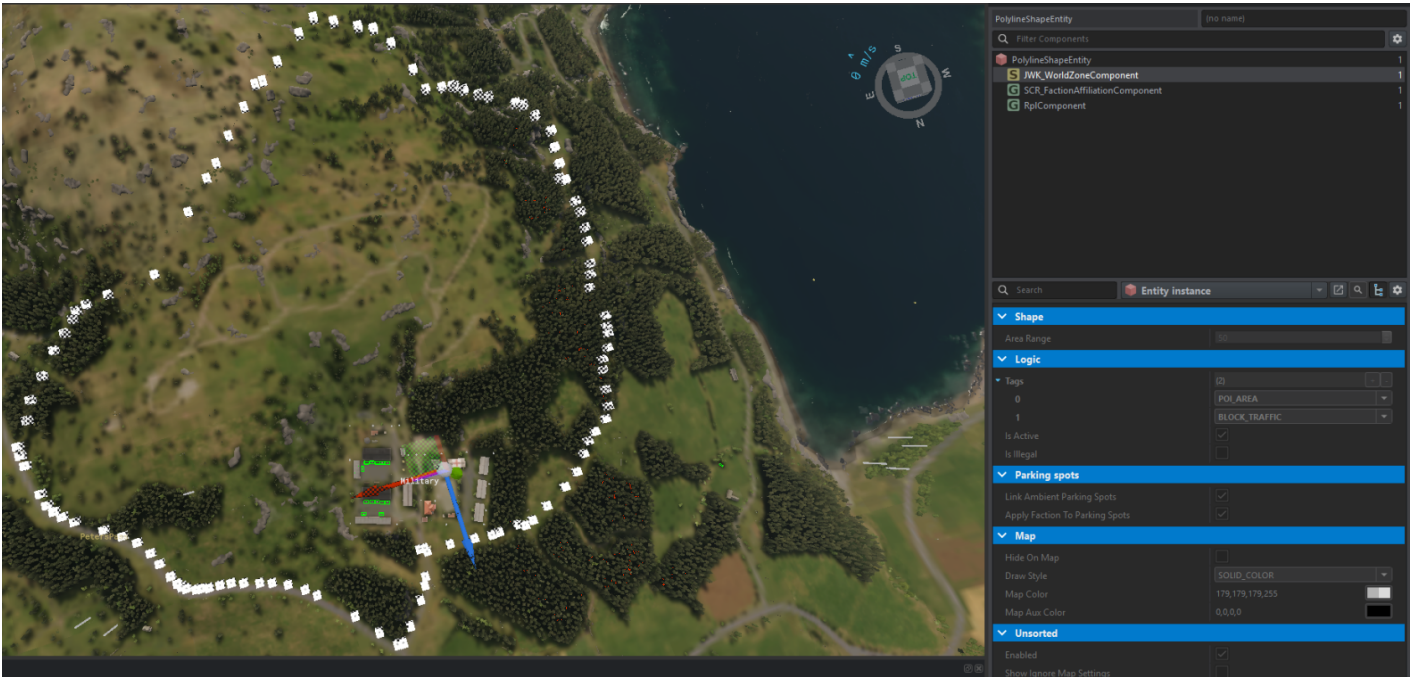 PolylineShapeEntity
(no name)
Filter Components
PolylineShapeEntity 1
S JWK_WorldZoneComponent 1
G SCR_FactionAffiliationComponent 1
G RplComponent 1
0 m/s >
S
W
N
E
TOP
Military
Search
Entity instance
Shape
Area Range 50
Logic
Tags (2)
0 POI_AREA
1 BLOCK_TRAFFIC
Is Active
Is Illegal
Parking spots
Link Ambient Parking Spots
Apply Faction To Parking Spots
Map
Hide On Map
Draw Style SOLID_COLOR
Map Color 179,179,179,255
Map Aux Color 0,0,0,0
Unsorted
Enabled
Show Ignore Map Settings